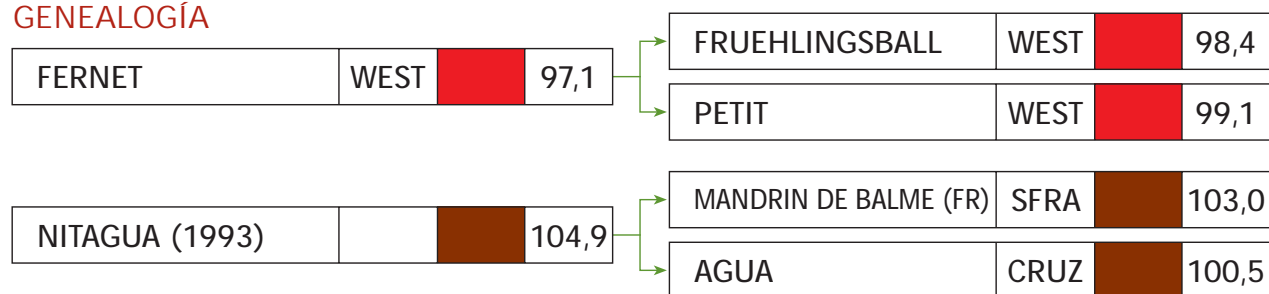 GENEALOGÍA
FERNET WEST 97,1
FRUEHLINGSBALL WEST 98,4
PETIT WEST 99,1
NITAGUA (1993) 104,9
MANDRIN DE BALME (FR) SFRA 103,0
AGUA CRUZ 100,5